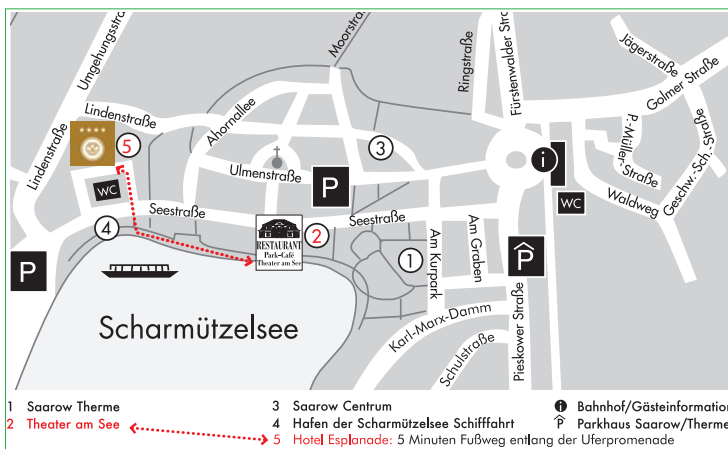 Umgehungsstraße
Moorstraße
Ringstraße
Fürstenwalder Straße
Jägerstraße
Golmer Straße
Lindenstraße
Ahornallee
5
3
P.-Müller-Straße
Geschw.-Sch.-Straße
Lindenstraße
Ulmenstraße
P
i
WC
WC
Waldweg
4
Seestraße
RESTAURANT
Park-Café
Theater am See
2
Seestraße
Am Kurpark
Am Graben
1
P
P
Scharmützelsee
Karl-Marx-Damm
Schulstraße
Pieskower Straße
1 Saarow Therme
2 Theater am See
3 Saarow Centrum
4 Hafen der Scharmützelsee Schifffahrt
5 Hotel Esplanade: 5 Minuten Fußweg entlang der Uferpromenade
i Bahnhof/Gästeinformation
P Parkhaus Saarow/Therme